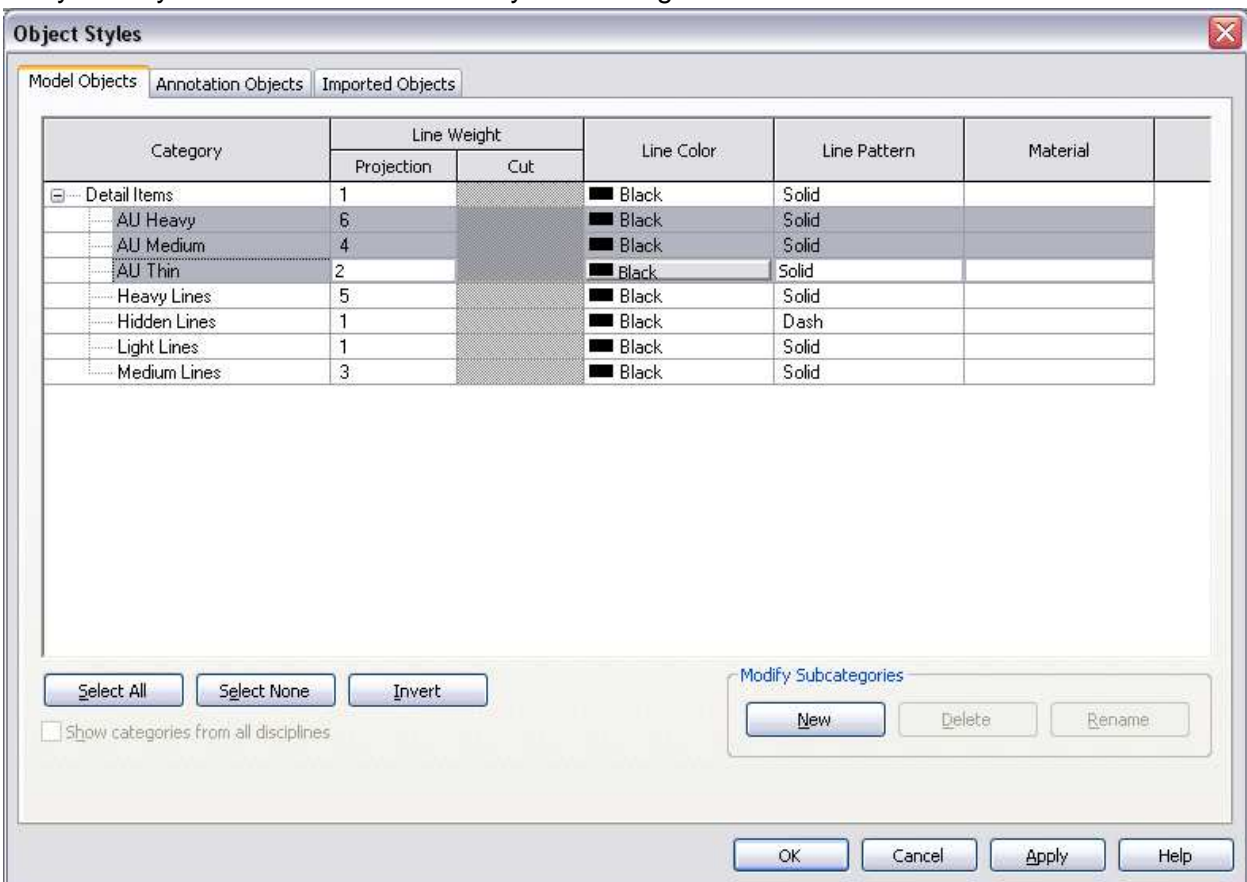 Object Styles
Model Objects Annotation Objects Imported Objects
Category Line Weight Line Color Line Pattern Material
Projection Cut
Detail Items 1 Black Solid
AU Heavy 6 Black Solid
AU Medium 4 Black Solid
AU Thin 2 Black Solid
Heavy Lines 5 Black Solid
Hidden Lines 1 Black Dash
Light Lines 1 Black Solid
Medium Lines 3 Black Solid
Select All Select None Invert
Modify Subcategories
New Delete Rename
Show categories from all disciplines
OK Cancel Apply Help